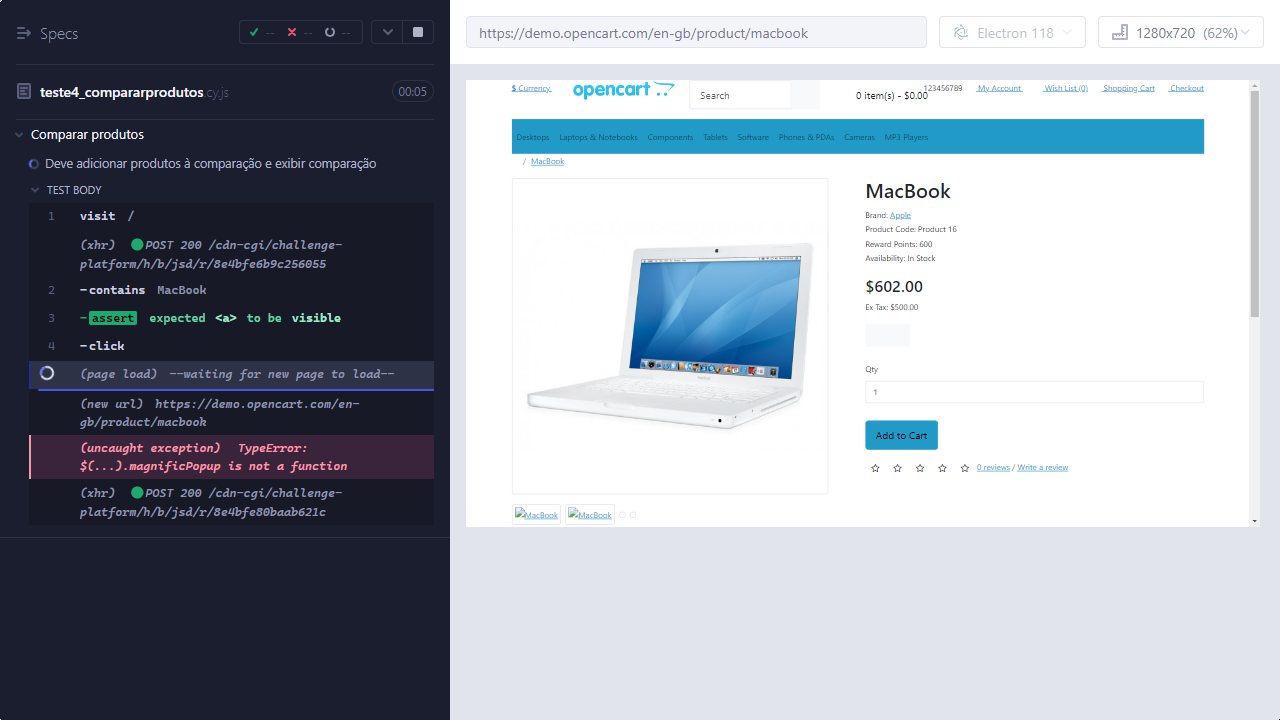 Specs
--
--
--
https://demo.opencart.com/en-gb/product/macbook
Electron 118
1280x720 (62%)
teste4_compararprodutos.cy.js
00:05
Comparar produtos
Deve adicionar produtos à comparação e exibir comparação
TEST BODY
1 visit /
(xhr) POST 200 /cdn-cgi/challenge-
platform/h/b/jsd/r/8e4bfe6b9c256055
2 -contains MacBook
3 -assert expected <a> to be visible
4 -click
(page load) --waiting for new page to load--
(new url) https://demo.opencart.com/en-
gb/product/macbook
(uncaught exception) TypeError:
$(...).magnificPopup is not a function
(xhr) POST 200 /cdn-cgi/challenge-
platform/h/b/jsd/r/8e4bfe80baab621c
$ Currency
opencart
Search
0 item(s) - $0.00
123456789
My Account
Wish List (0)
Shopping Cart
Checkout
Desktops Laptops & Notebooks Components Tablets Software Phones & PDAs Cameras MP3 Players
/ MacBook
MacBook
Brand: Apple
Product Code: Product 16
Reward Points: 600
Availability: In Stock
$602.00
Ex Tax: $500.00
Qty
1
Add to Cart
0 reviews / Write a review
MacBook MacBook